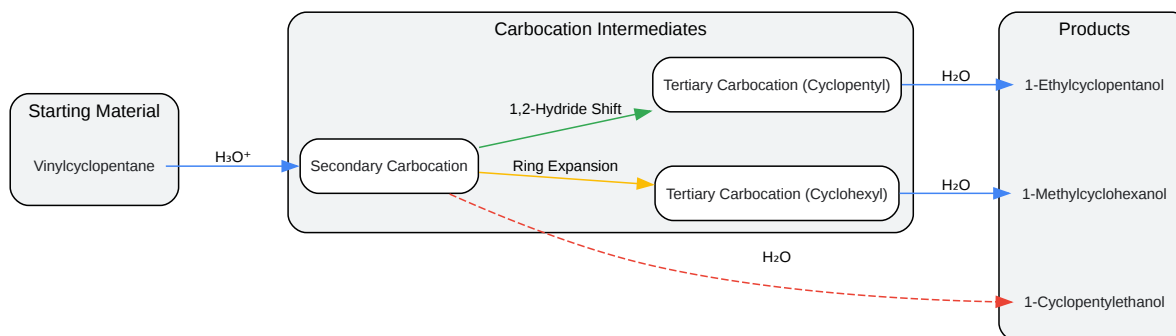 Carbocation Intermediates
Products
Starting Material
Vinylcyclopentane
H₃O⁺
Secondary Carbocation
1,2-Hydride Shift
Ring Expansion
Tertiary Carbocation (Cyclopentyl)
Tertiary Carbocation (Cyclohexyl)
H₂O
H₂O
H₂O
1-Ethylcyclopentanol
1-Methylcyclohexanol
1-Cyclopentylethanol